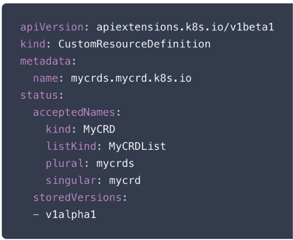 apiVersion: apiextensions.k8s.io/v1beta1
kind: CustomResourceDefinition
metadata:
  name: mycrds.mycrd.k8s.io
status:
  acceptedNames:
    kind: MyCRD
    listKind: MyCRDList
    plural: mycrds
    singular: mycrd
  storedVersions:
  - v1alpha1